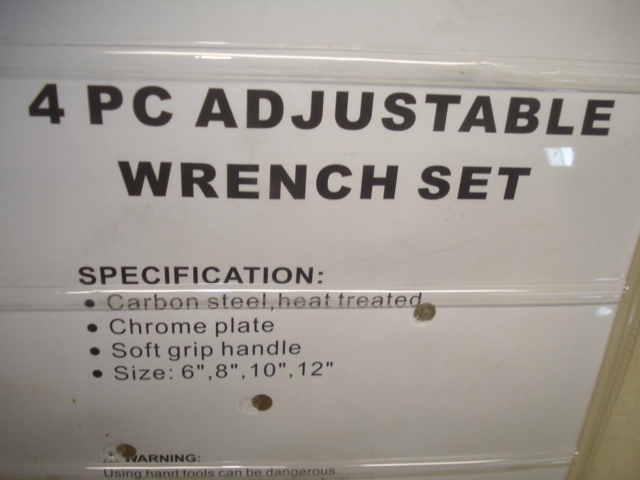 4 PC ADJUSTABLE
WRENCH SET
SPECIFICATION:
• Carbon steel,heat treated
• Chrome plate
• Soft grip handle
• Size: 6",8",10",12"
⚠ WARNING:
Using hand tools can be dangerous.